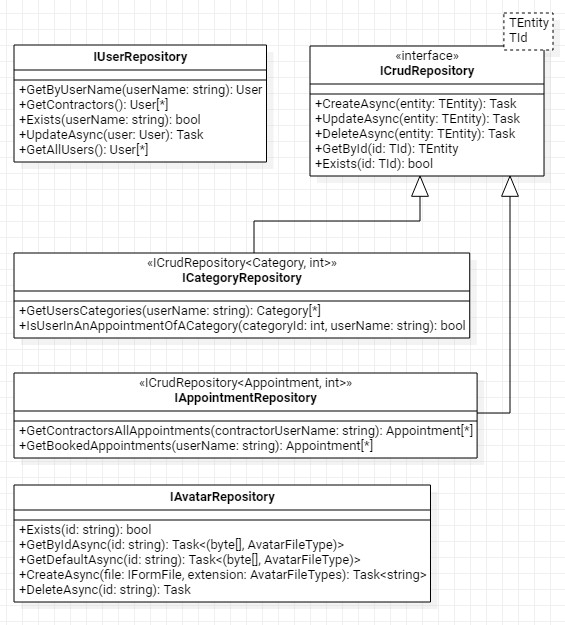 IUserRepository
+GetByUserName(userName: string): User
+GetContractors(): User[*]
+Exists(userName: string): bool
+UpdateAsync(user: User): Task
+GetAllUsers(): User[*]
TEntity
TId
«interface»
ICrudRepository
+CreateAsync(entity: TEntity): Task
+UpdateAsync(entity: TEntity): Task
+DeleteAsync(entity: TEntity): Task
+GetById(id: TId): TEntity
+Exists(id: TId): bool
«ICrudRepository<Category, int>»
ICategoryRepository
+GetUsersCategories(userName: string): Category[*]
+IsUserInAnAppointmentOfACategory(categoryId: int, userName: string): bool
«ICrudRepository<Appointment, int>»
IAppointmentRepository
+GetContractorsAllAppointments(contractorUserName: string): Appointment[*]
+GetBookedAppointments(userName: string): Appointment[*]
IAvatarRepository
+Exists(id: string): bool
+GetByIdAsync(id: string): Task<(byte[], AvatarFileType)>
+GetDefaultAsync(id: string): Task<(byte[], AvatarFileType)>
+CreateAsync(file: IFormFile, extension: AvatarFileTypes): Task<string>
+DeleteAsync(id: string): Task